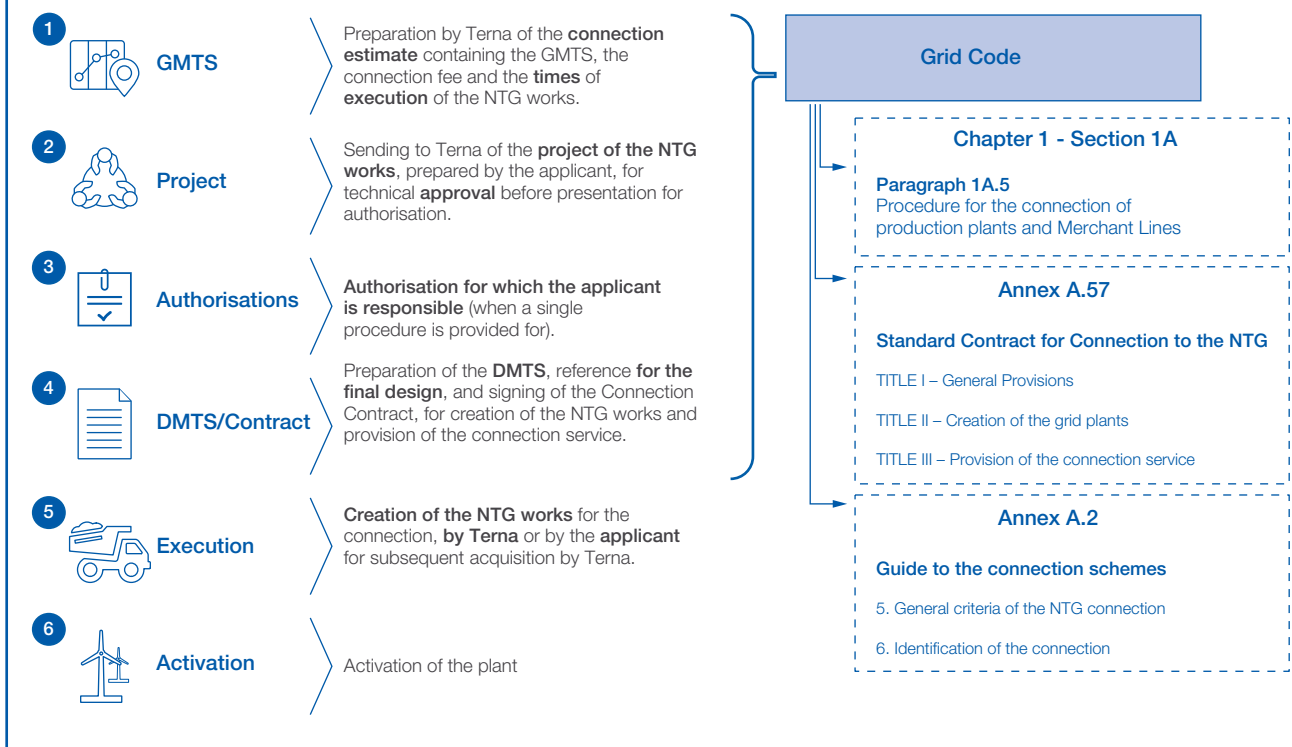 1
GMTS
Preparation by Terna of the connection
estimate containing the GMTS, the
connection fee and the times of
execution of the NTG works.
2
Project
Sending to Terna of the project of the NTG
works, prepared by the applicant, for
technical approval before presentation for
authorisation.
3
Authorisations
Authorisation for which the applicant
is responsible (when a single
procedure is provided for).
4
DMTS/Contract
Preparation of the DMTS, reference for the
final design, and signing of the Connection
Contract, for creation of the NTG works and
provision of the connection service.
5
Execution
Creation of the NTG works for the
connection, by Terna or by the applicant
for subsequent acquisition by Terna.
6
Activation
Activation of the plant
Grid Code
Chapter 1 - Section 1A
Paragraph 1A.5
Procedure for the connection of
production plants and Merchant Lines
Annex A.57
Standard Contract for Connection to the NTG
TITLE I – General Provisions
TITLE II – Creation of the grid plants
TITLE III – Provision of the connection service
Annex A.2
Guide to the connection schemes
5. General criteria of the NTG connection
6. Identification of the connection